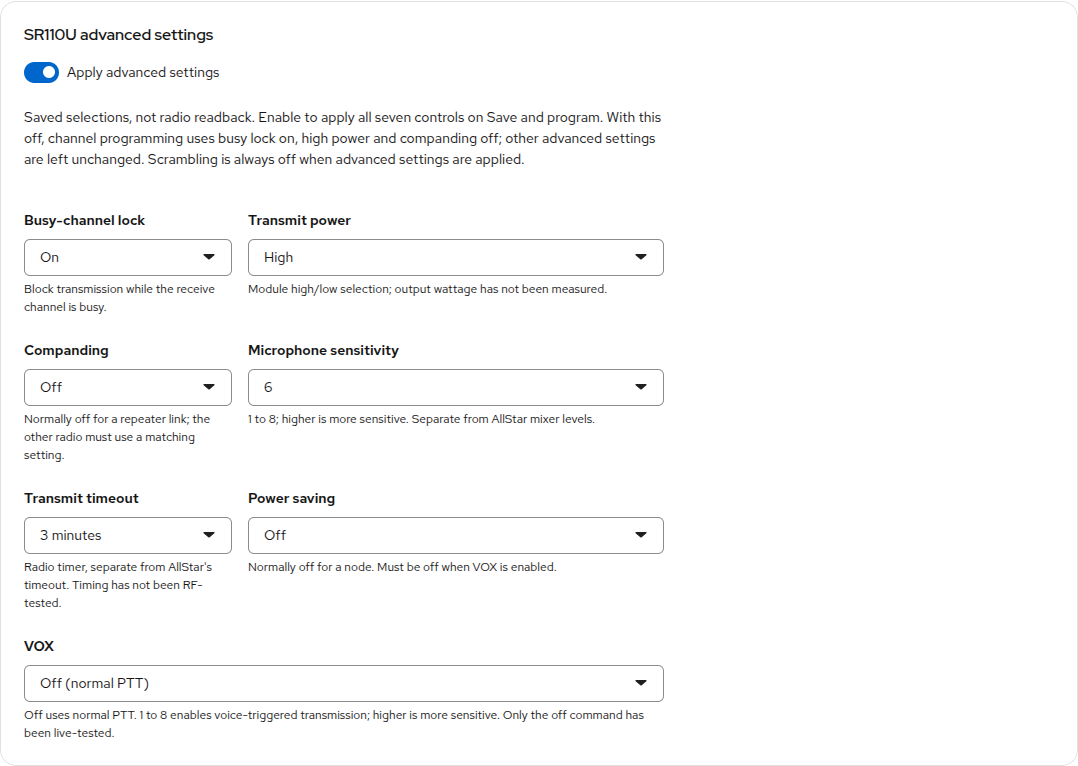 SR110U advanced settings
Apply advanced settings
Saved selections, not radio readback. Enable to apply all seven controls on Save and program. With this
off, channel programming uses busy lock on, high power and companding off; other advanced settings
are left unchanged. Scrambling is always off when advanced settings are applied.
Busy-channel lock
On
Block transmission while the receive
channel is busy.
Transmit power
High
Module high/low selection; output wattage has not been measured.
Companding
Off
Normally off for a repeater link; the
other radio must use a matching
setting.
Microphone sensitivity
6
1 to 8; higher is more sensitive. Separate from AllStar mixer levels.
Transmit timeout
3 minutes
Radio timer, separate from AllStar's
timeout. Timing has not been RF-
tested.
Power saving
Off
Normally off for a node. Must be off when VOX is enabled.
VOX
Off (normal PTT)
Off uses normal PTT. 1 to 8 enables voice-triggered transmission; higher is more sensitive. Only the off command has
been live-tested.